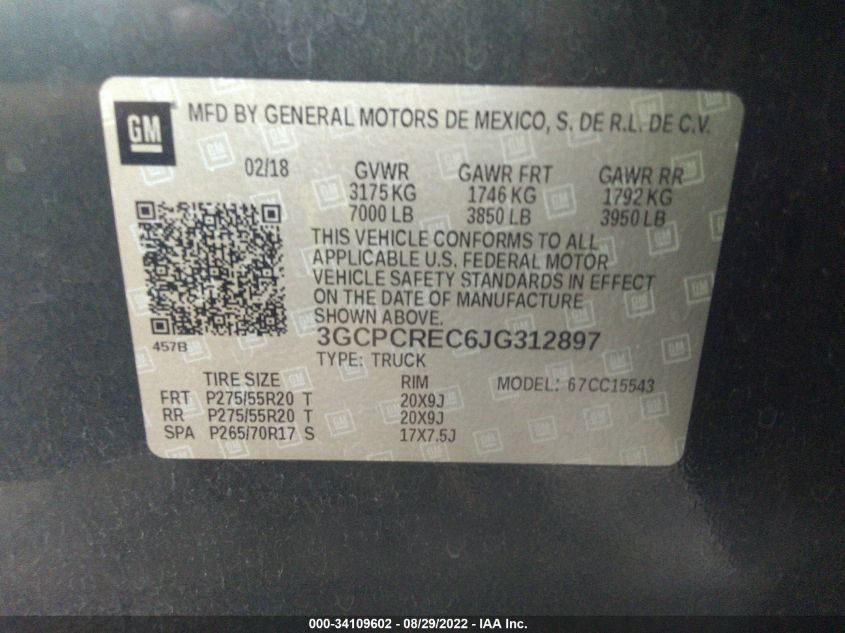 GM
MFD BY GENERAL MOTORS DE MEXICO, S. DE R.L. DE C.V.
02/18 GVWR GAWR FRT GAWR RR
3175 KG 1746 KG 1792 KG
7000 LB 3850 LB 3950 LB
THIS VEHICLE CONFORMS TO ALL
APPLICABLE U.S. FEDERAL MOTOR
VEHICLE SAFETY STANDARDS IN EFFECT
ON THE DATE OF MANUFACTURE
SHOWN ABOVE.
457B
3GCPCREC6JG312897
TYPE: TRUCK
TIRE SIZE RIM MODEL: 67CC15543
FRT P275/55R20 T 20X9J
RR P275/55R20 T 20X9J
SPA P265/70R17 S 17X7.5J
000-34109602 - 08/29/2022 - IAA Inc.